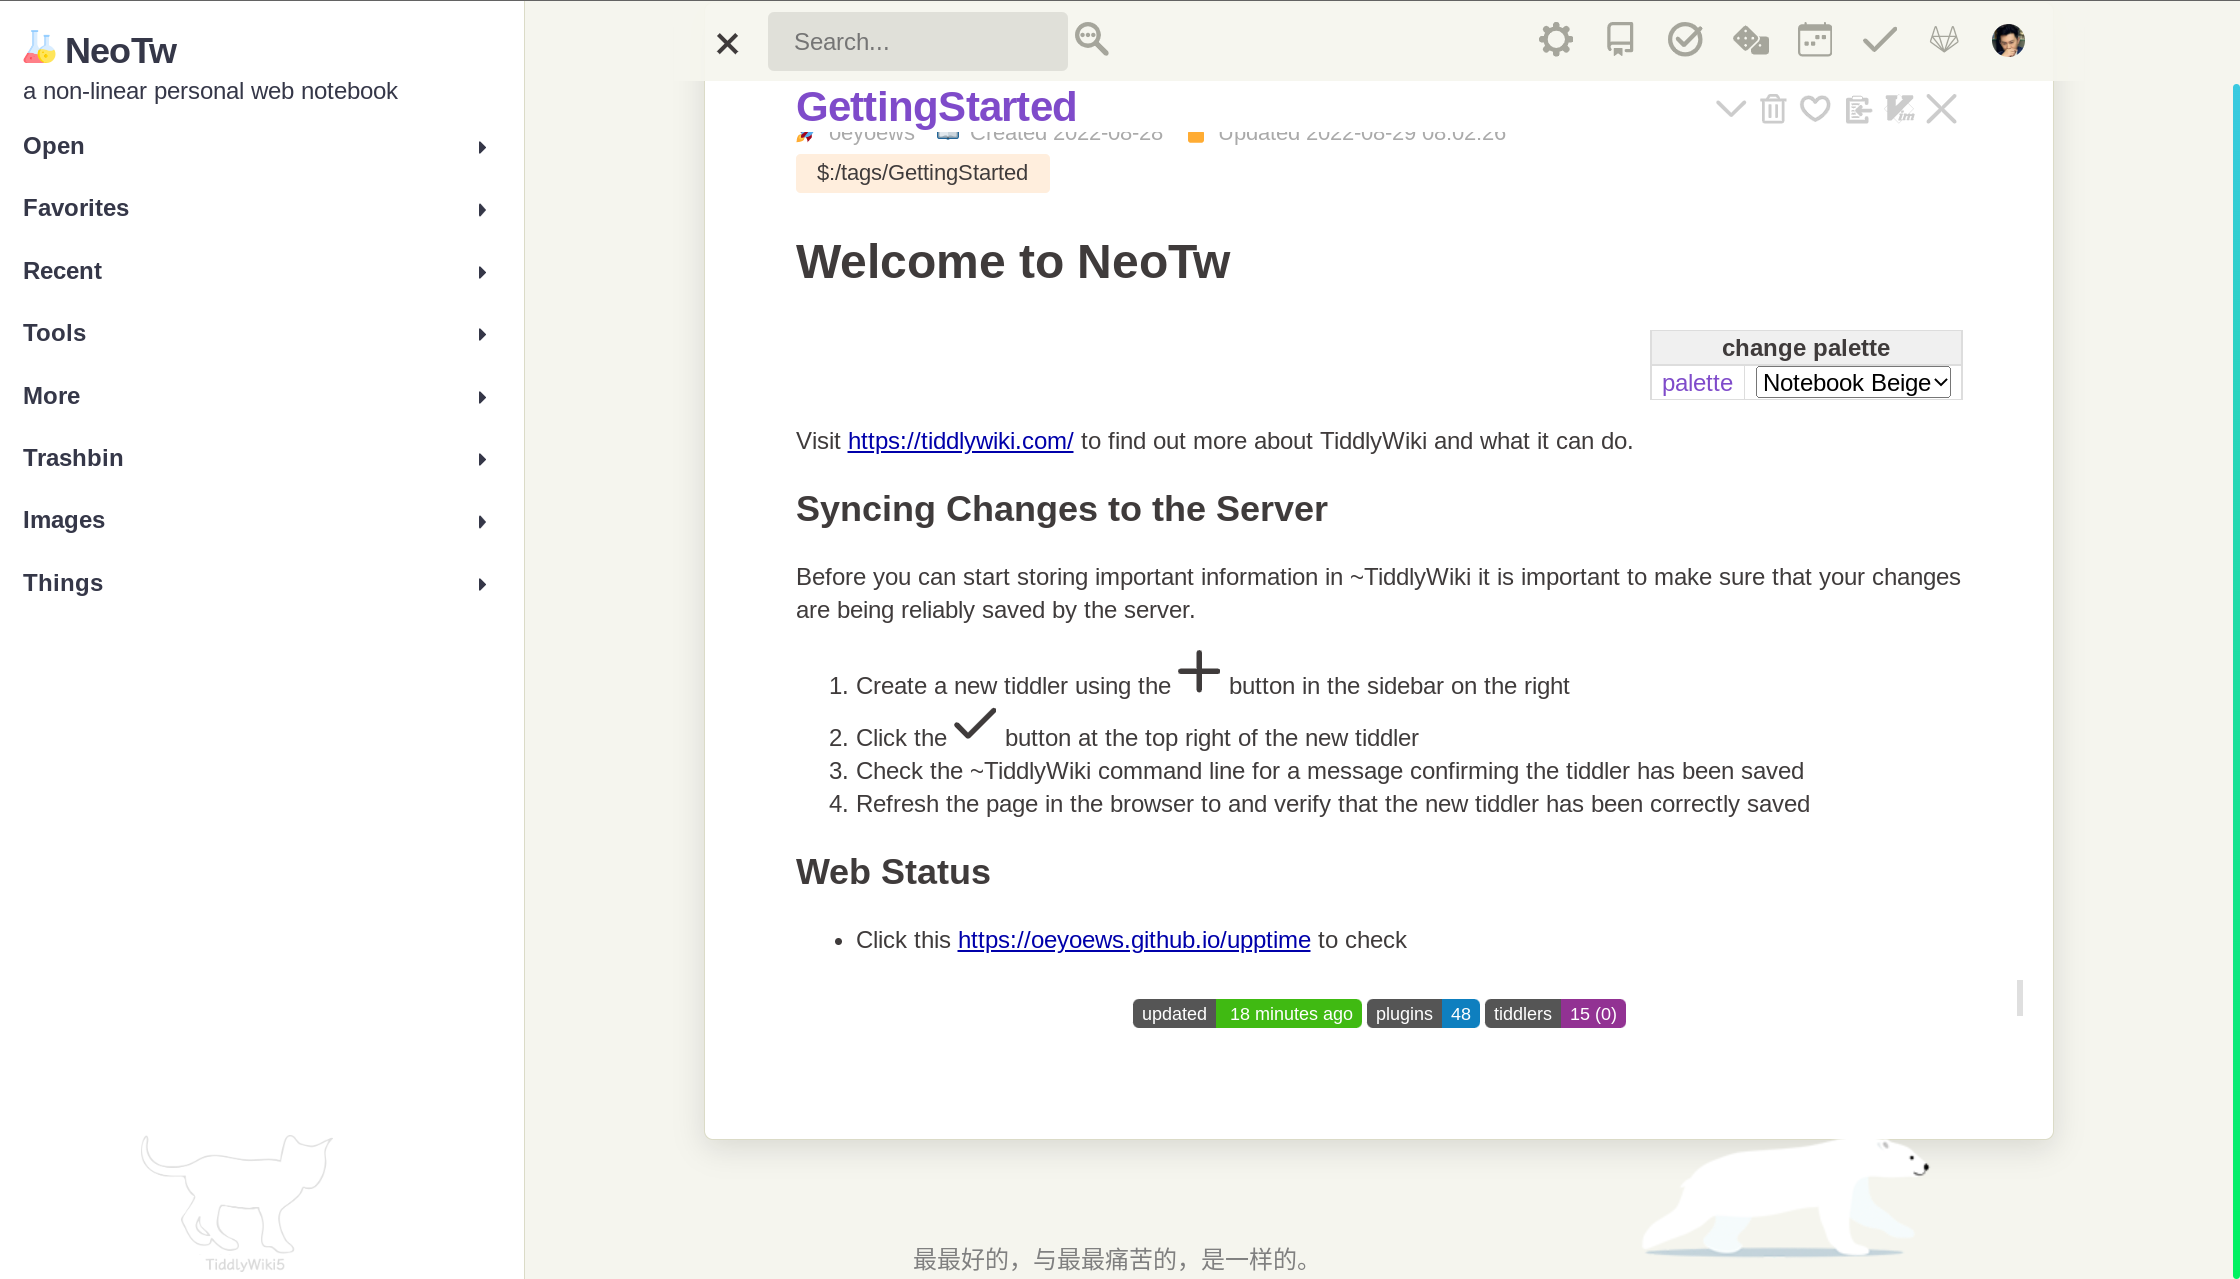 NeoTw
a non-linear personal web notebook
Open
Favorites
Recent
Tools
More
Trashbin
Images
Things
TiddlyWiki5
Search...
GettingStarted
oeyoews Created 2022-08-28 Updated 2022-08-29 08:02:26
$:/tags/GettingStarted
Welcome to NeoTw
change palette
palette Notebook Beige
Visit https://tiddlywiki.com/ to find out more about TiddlyWiki and what it can do.
Syncing Changes to the Server
Before you can start storing important information in ~TiddlyWiki it is important to make sure that your changes
are being reliably saved by the server.
1. Create a new tiddler using the button in the sidebar on the right
2. Click the button at the top right of the new tiddler
3. Check the ~TiddlyWiki command line for a message confirming the tiddler has been saved
4. Refresh the page in the browser to and verify that the new tiddler has been correctly saved
Web Status
• Click this https://oeyoews.github.io/upptime to check
updated 18 minutes ago plugins 48 tiddlers 15 (0)
最最好的，与最最痛苦的，是一样的。